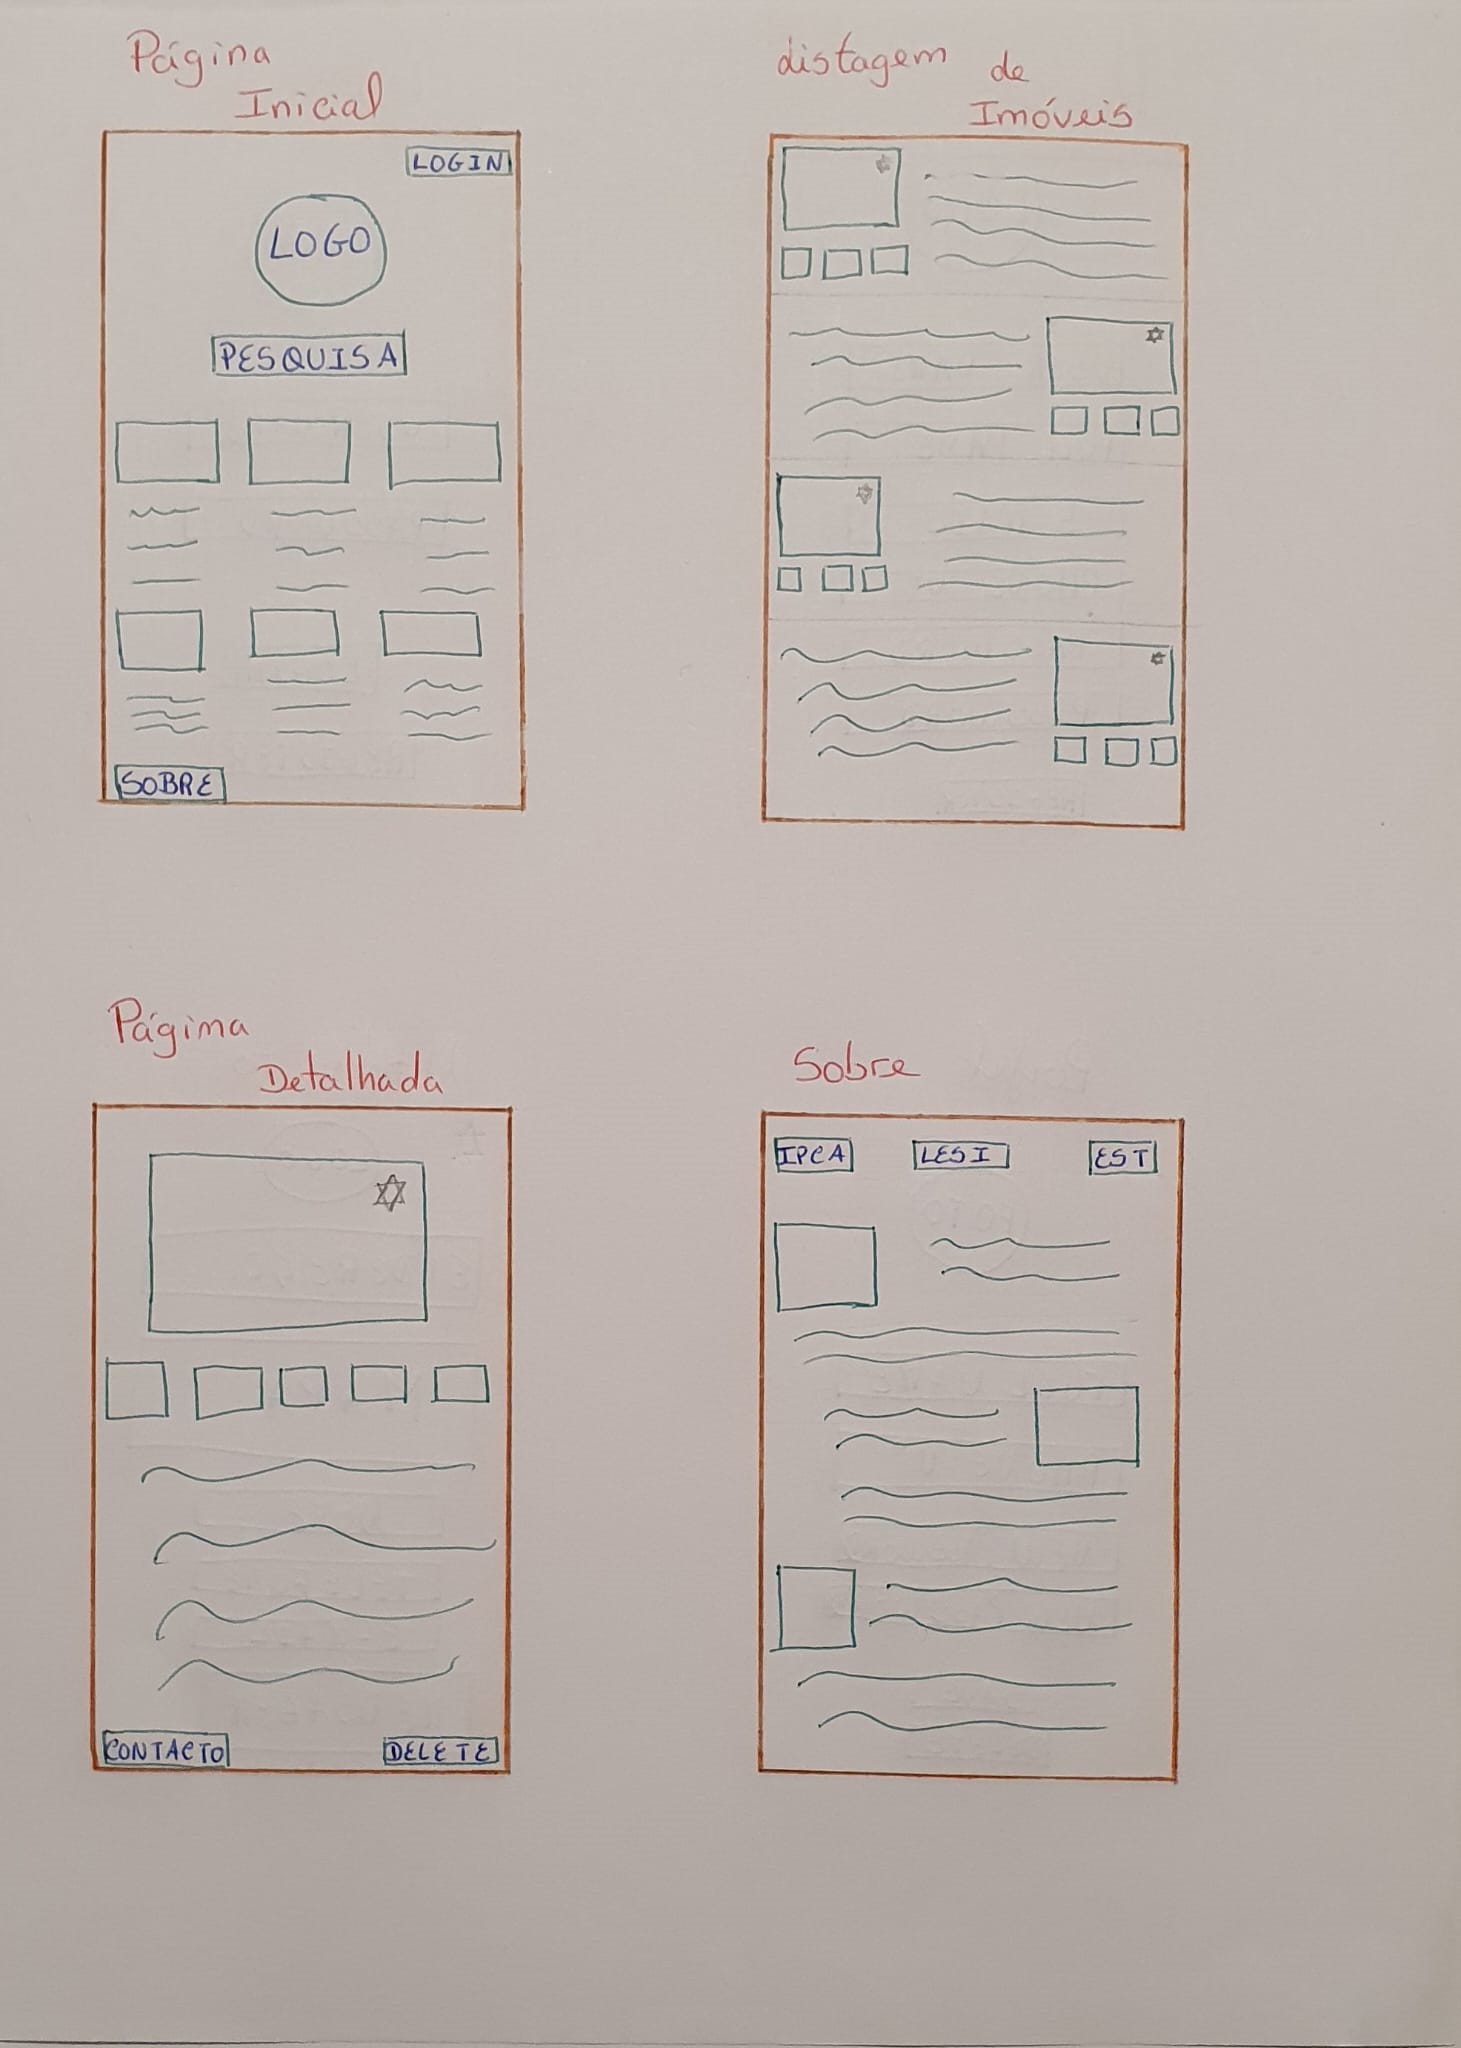 Página
Inicial
LOGIN
LOGO
PESQUISA
SOBRE
Listagem de
Imóveis
Página
Detalhada
CONTACTO
DELETE
Sobre
IPCA
LESI
EST